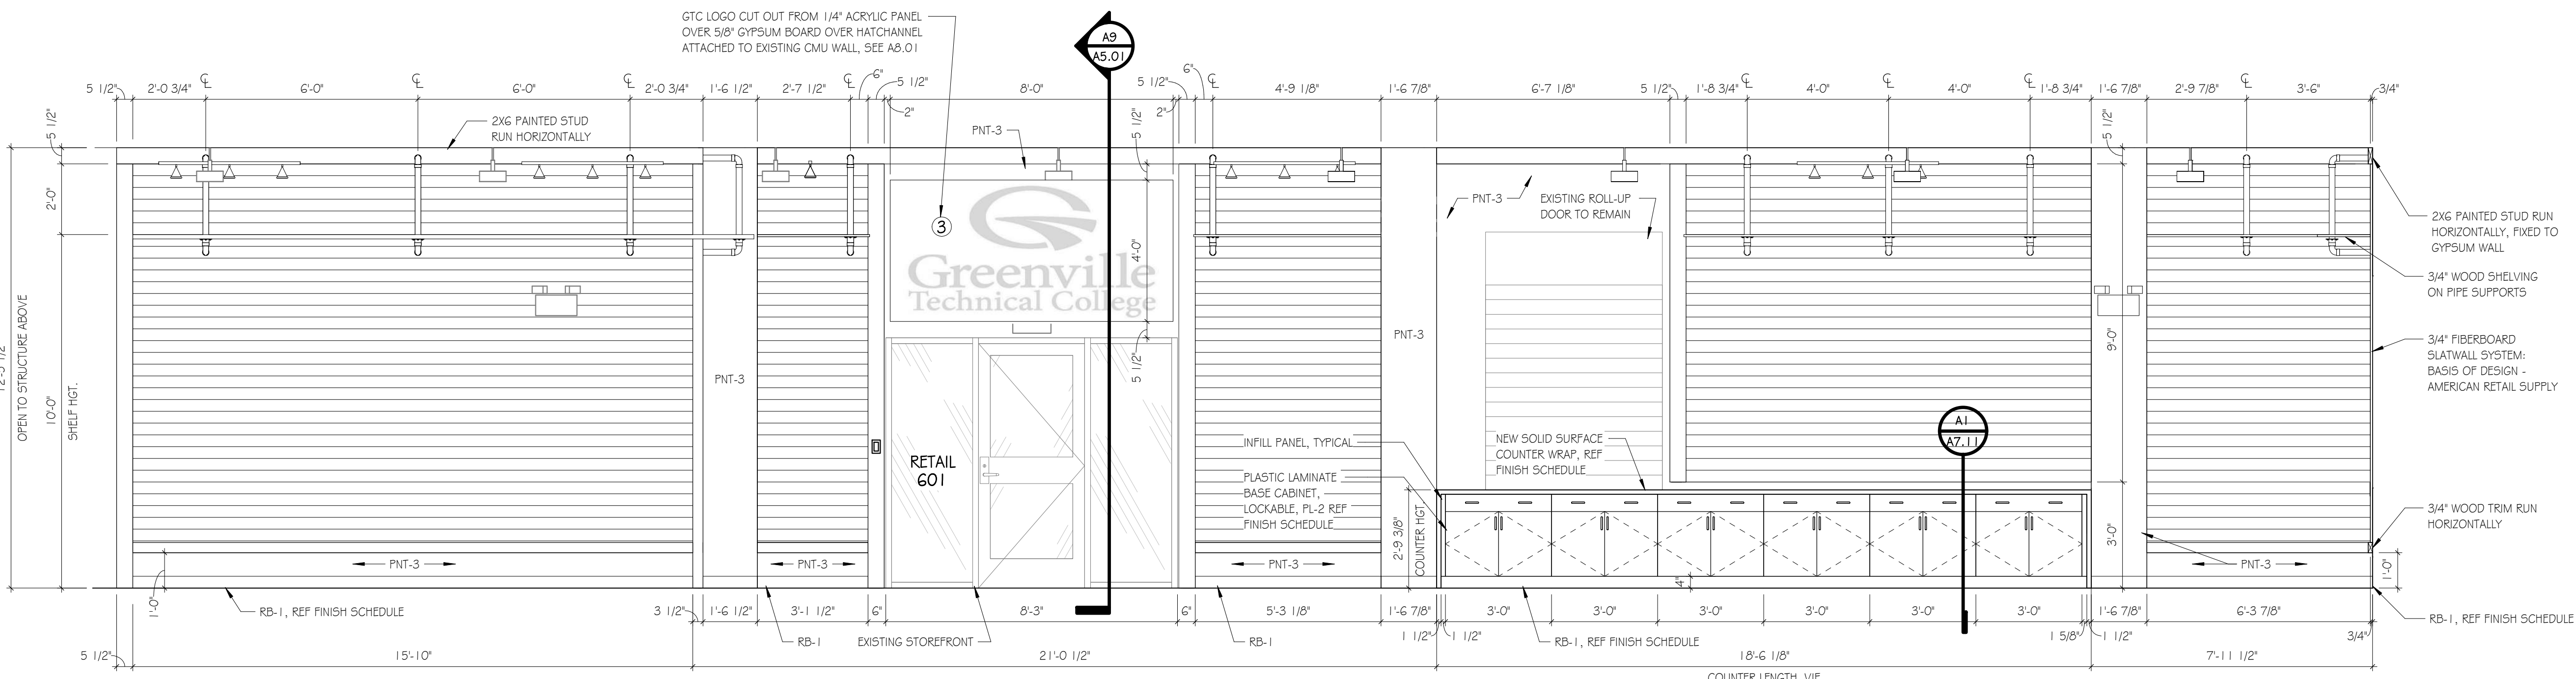 GTC LOGO CUT OUT FROM 1/4" ACRYLIC PANEL
OVER 5/8" GYPSUM BOARD OVER HATCHANNEL
ATTACHED TO EXISTING CMU WALL, SEE A8.01
A9
A5.01
5 1/2" 2'-0 3/4" 6'-0" 6'-0" 2'-0 3/4" 1'-6 1/2" 2'-7 1/2" 6" 5 1/2" 2" 8'-0" 2" 5 1/2" 6" 4'-9 1/8" 1'-6 7/8" 6'-7 1/8" 5 1/2" 1'-8 3/4" 4'-0" 4'-0" 1'-8 3/4" 1'-6 7/8" 2'-9 7/8" 3'-6" 3/4"
2X6 PAINTED STUD
RUN HORIZONTALLY
PNT-3
5 1/2"
5 1/2"
5 1/2"
2'-0"
OPEN TO STRUCTURE ABOVE
10'-0"
SHELF HGT.
3
Greenville
Technical College
4'-0"
5 1/2"
PNT-3
EXISTING ROLL-UP
DOOR TO REMAIN
2X6 PAINTED STUD RUN
HORIZONTALLY, FIXED TO
GYPSUM WALL
3/4" WOOD SHELVING
ON PIPE SUPPORTS
3/4" FIBERBOARD
SLATWALL SYSTEM:
BASIS OF DESIGN -
AMERICAN RETAIL SUPPLY
PNT-3
PNT-3
9'-0"
A1
A7.11
RETAIL
601
INFILL PANEL, TYPICAL
PLASTIC LAMINATE
BASE CABINET,
LOCKABLE, PL-2 REF
FINISH SCHEDULE
NEW SOLID SURFACE
COUNTER WRAP, REF
FINISH SCHEDULE
2'-9 3/8"
COUNTER HGT.
3'-0"
3/4" WOOD TRIM RUN
HORIZONTALLY
PNT-3
PNT-3
PNT-3
PNT-3
1'-0"
4"
1'-0"
RB-1, REF FINISH SCHEDULE
3 1/2" 1'-6 1/2" 3'-1 1/2" 6" 8'-3" 6" 5'-3 1/8" 1'-6 7/8" 3'-0" 3'-0" 3'-0" 3'-0" 3'-0" 3'-0" 1'-6 7/8" 6'-3 7/8"
RB-1, REF FINISH SCHEDULE
RB-1
EXISTING STOREFRONT
RB-1
1 1/2" 1 1/2"
RB-1, REF FINISH SCHEDULE
1 5/8" 1 1/2"
3/4"
5 1/2" 15'-10" 21'-0 1/2" 18'-6 1/8" 7'-11 1/2"